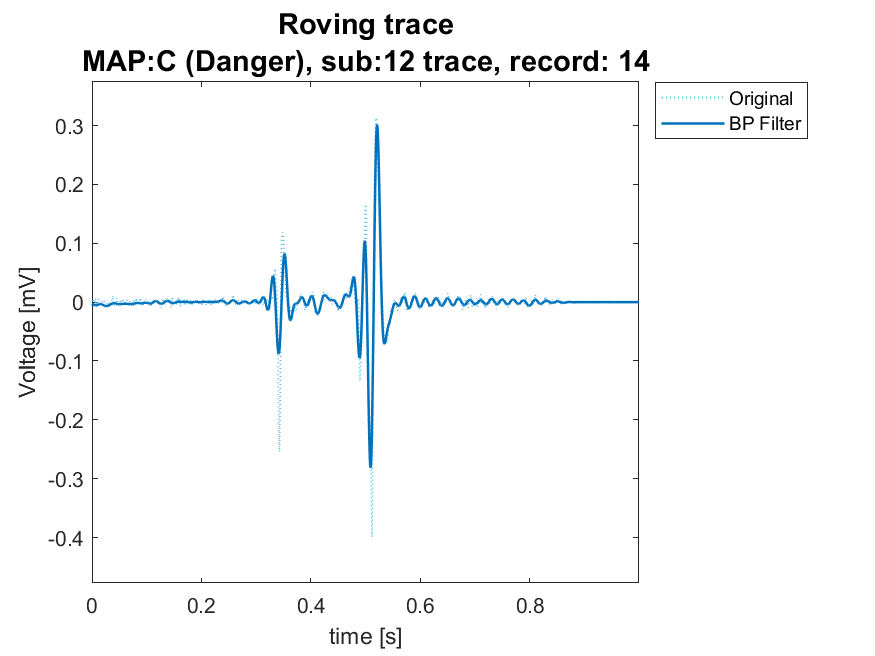 Roving trace
MAP:C (Danger), sub:12 trace, record: 14
Original
BP Filter
0.3
0.2
0.1
0
-0.1
-0.2
-0.3
-0.4
Voltage [mV]
0
0.2
0.4
0.6
0.8
time [s]